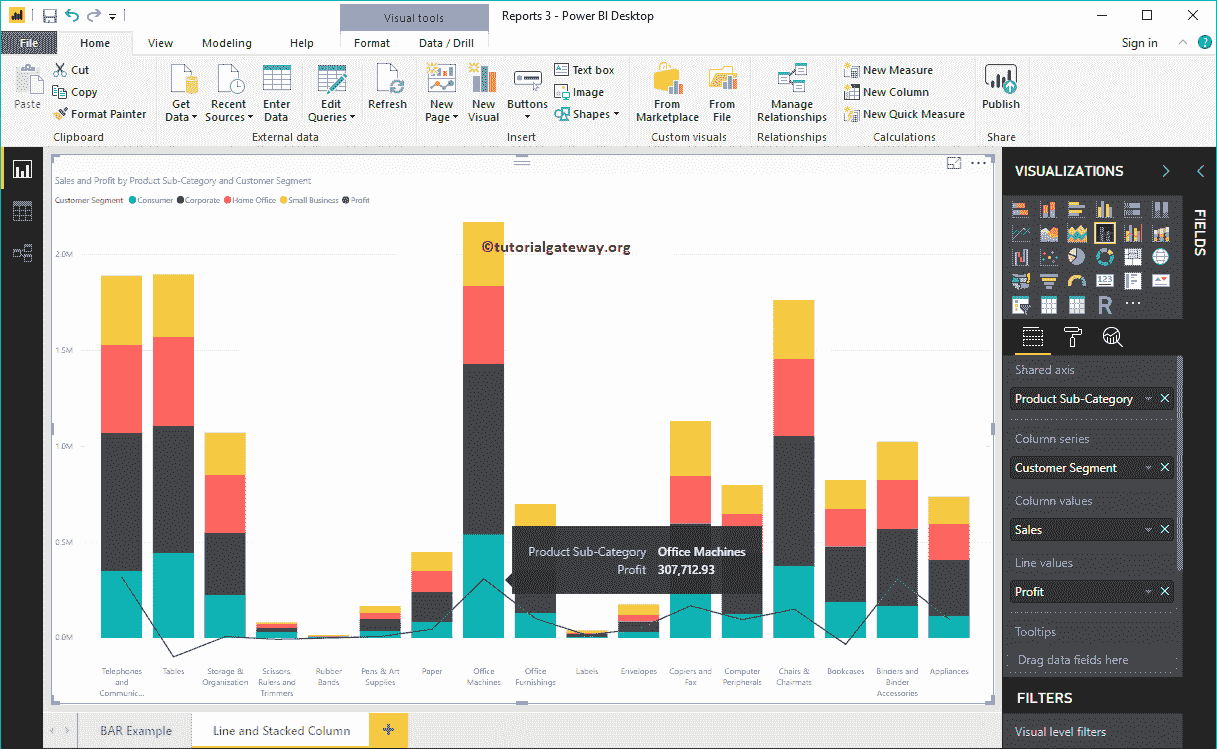 Visual tools
Reports 3 - Power BI Desktop
File
Home
View
Modeling
Help
Format
Data / Drill
Sign in
?
Paste
Cut
Copy
Format Painter
Clipboard
Get Data
Recent Sources
Enter Data
Edit Queries
Refresh
External data
New Page
New Visual
Buttons
Text box
Image
Shapes
Insert
From Marketplace
From File
Custom visuals
Manage Relationships
Relationships
New Measure
New Column
New Quick Measure
Calculations
Publish
Share
Sales and Profit by Product Sub-Category and Customer Segment
Customer Segment Consumer Corporate Home Office Small Business Profit
©tutorialgateway.org
2.0M
1.5M
1.0M
0.5M
0.0M
Product Sub-Category Office Machines
Profit 307,712.93
Telephones and Communic...
Tables
Storage & Organization
Scissors, Rulers and Trimmers
Rubber Bands
Pens & Art Supplies
Paper
Office Machines
Office Furnishings
Labels
Envelopes
Copiers and Fax
Computer Peripherals
Chairs & Chairmats
Bookcases
Binders and Binder Accessories
Appliances
BAR Example
Line and Stacked Column
VISUALIZATIONS
FIELDS
123
R
Shared axis
Product Sub-Category
Column series
Customer Segment
Column values
Sales
Line values
Profit
Tooltips
Drag data fields here
FILTERS
Visual level filters